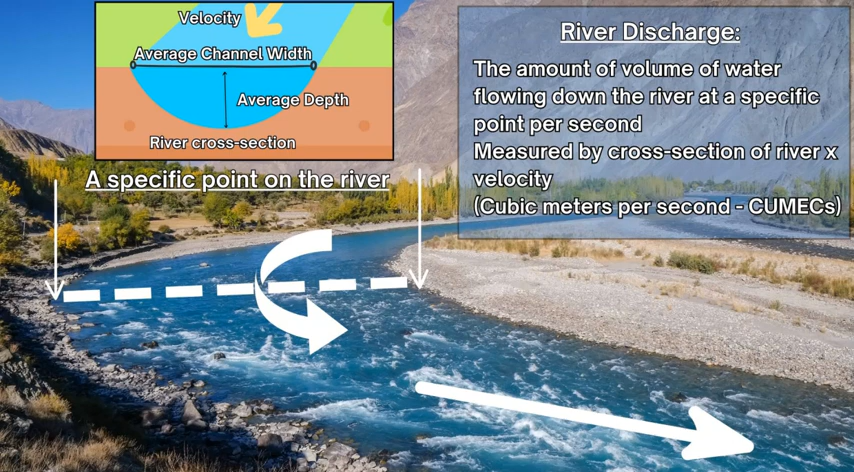 Velocity
Average Channel Width
Average Depth
River cross-section
A specific point on the river
River Discharge:
The amount of volume of water
flowing down the river at a specific
point per second
Measured by cross-section of river x
velocity
(Cubic meters per second - CUMECs)